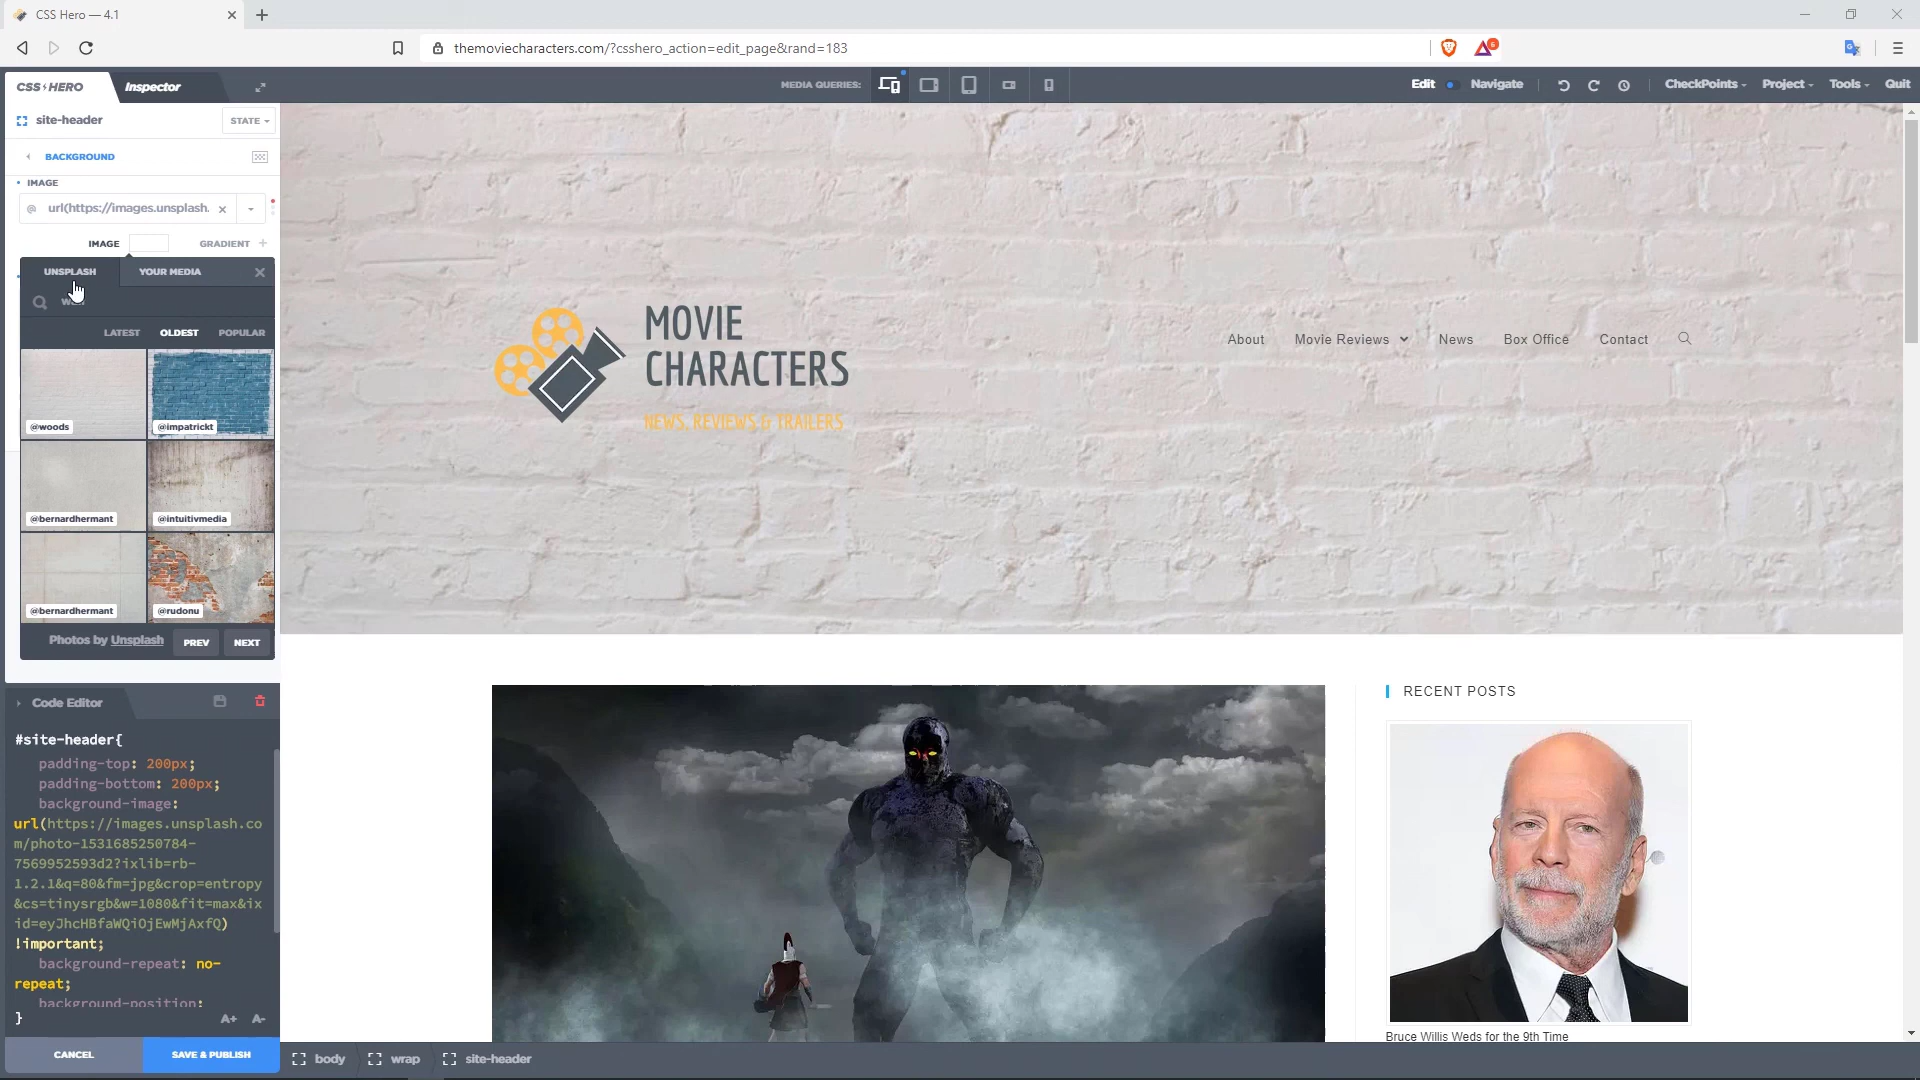 CSS Hero — 4.1
themoviecharacters.com/?csshero_action=edit_page&rand=183
6
CSS HERO
Inspector
MEDIA QUERIES:
Edit
Navigate
CheckPoints
Project
Tools
Quit
site-header
STATE
BACKGROUND
IMAGE
@ url(https://images.unsplash.
IMAGE
GRADIENT +
UNSPLASH
YOUR MEDIA
LATEST
OLDEST
POPULAR
@woods
@impatrickt
@bernardhermant
@intuitivmedia
@bernardhermant
@rudonu
Photos by Unsplash
PREV
NEXT
MOVIE
CHARACTERS
NEWS, REVIEWS & TRAILERS
About
Movie Reviews
News
Box Office
Contact
RECENT POSTS
Bruce Willis Weds for the 9th Time
Code Editor
#site-header{
padding-top: 200px;
padding-bottom: 200px;
background-image:
url(https://images.unsplash.co
m/photo-1531685250784-
7569952593d2?ixlib=rb-
1.2.1&q=80&fm=jpg&crop=entropy
&cs=tinysrgb&w=1080&fit=max&ix
id=eyJhcHBfaWQiOjEwMjAxfQ)
!important;
background-repeat: no-
repeat;
background-position:
}
A+
A-
CANCEL
SAVE & PUBLISH
body
wrap
site-header